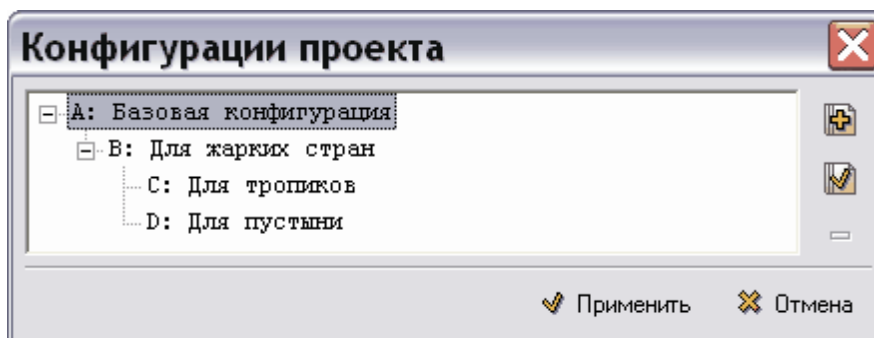 Конфигурации проекта
A: Базовая конфигурация
B: Для жарких стран
C: Для тропиков
D: Для пустыни
Применить Отмена